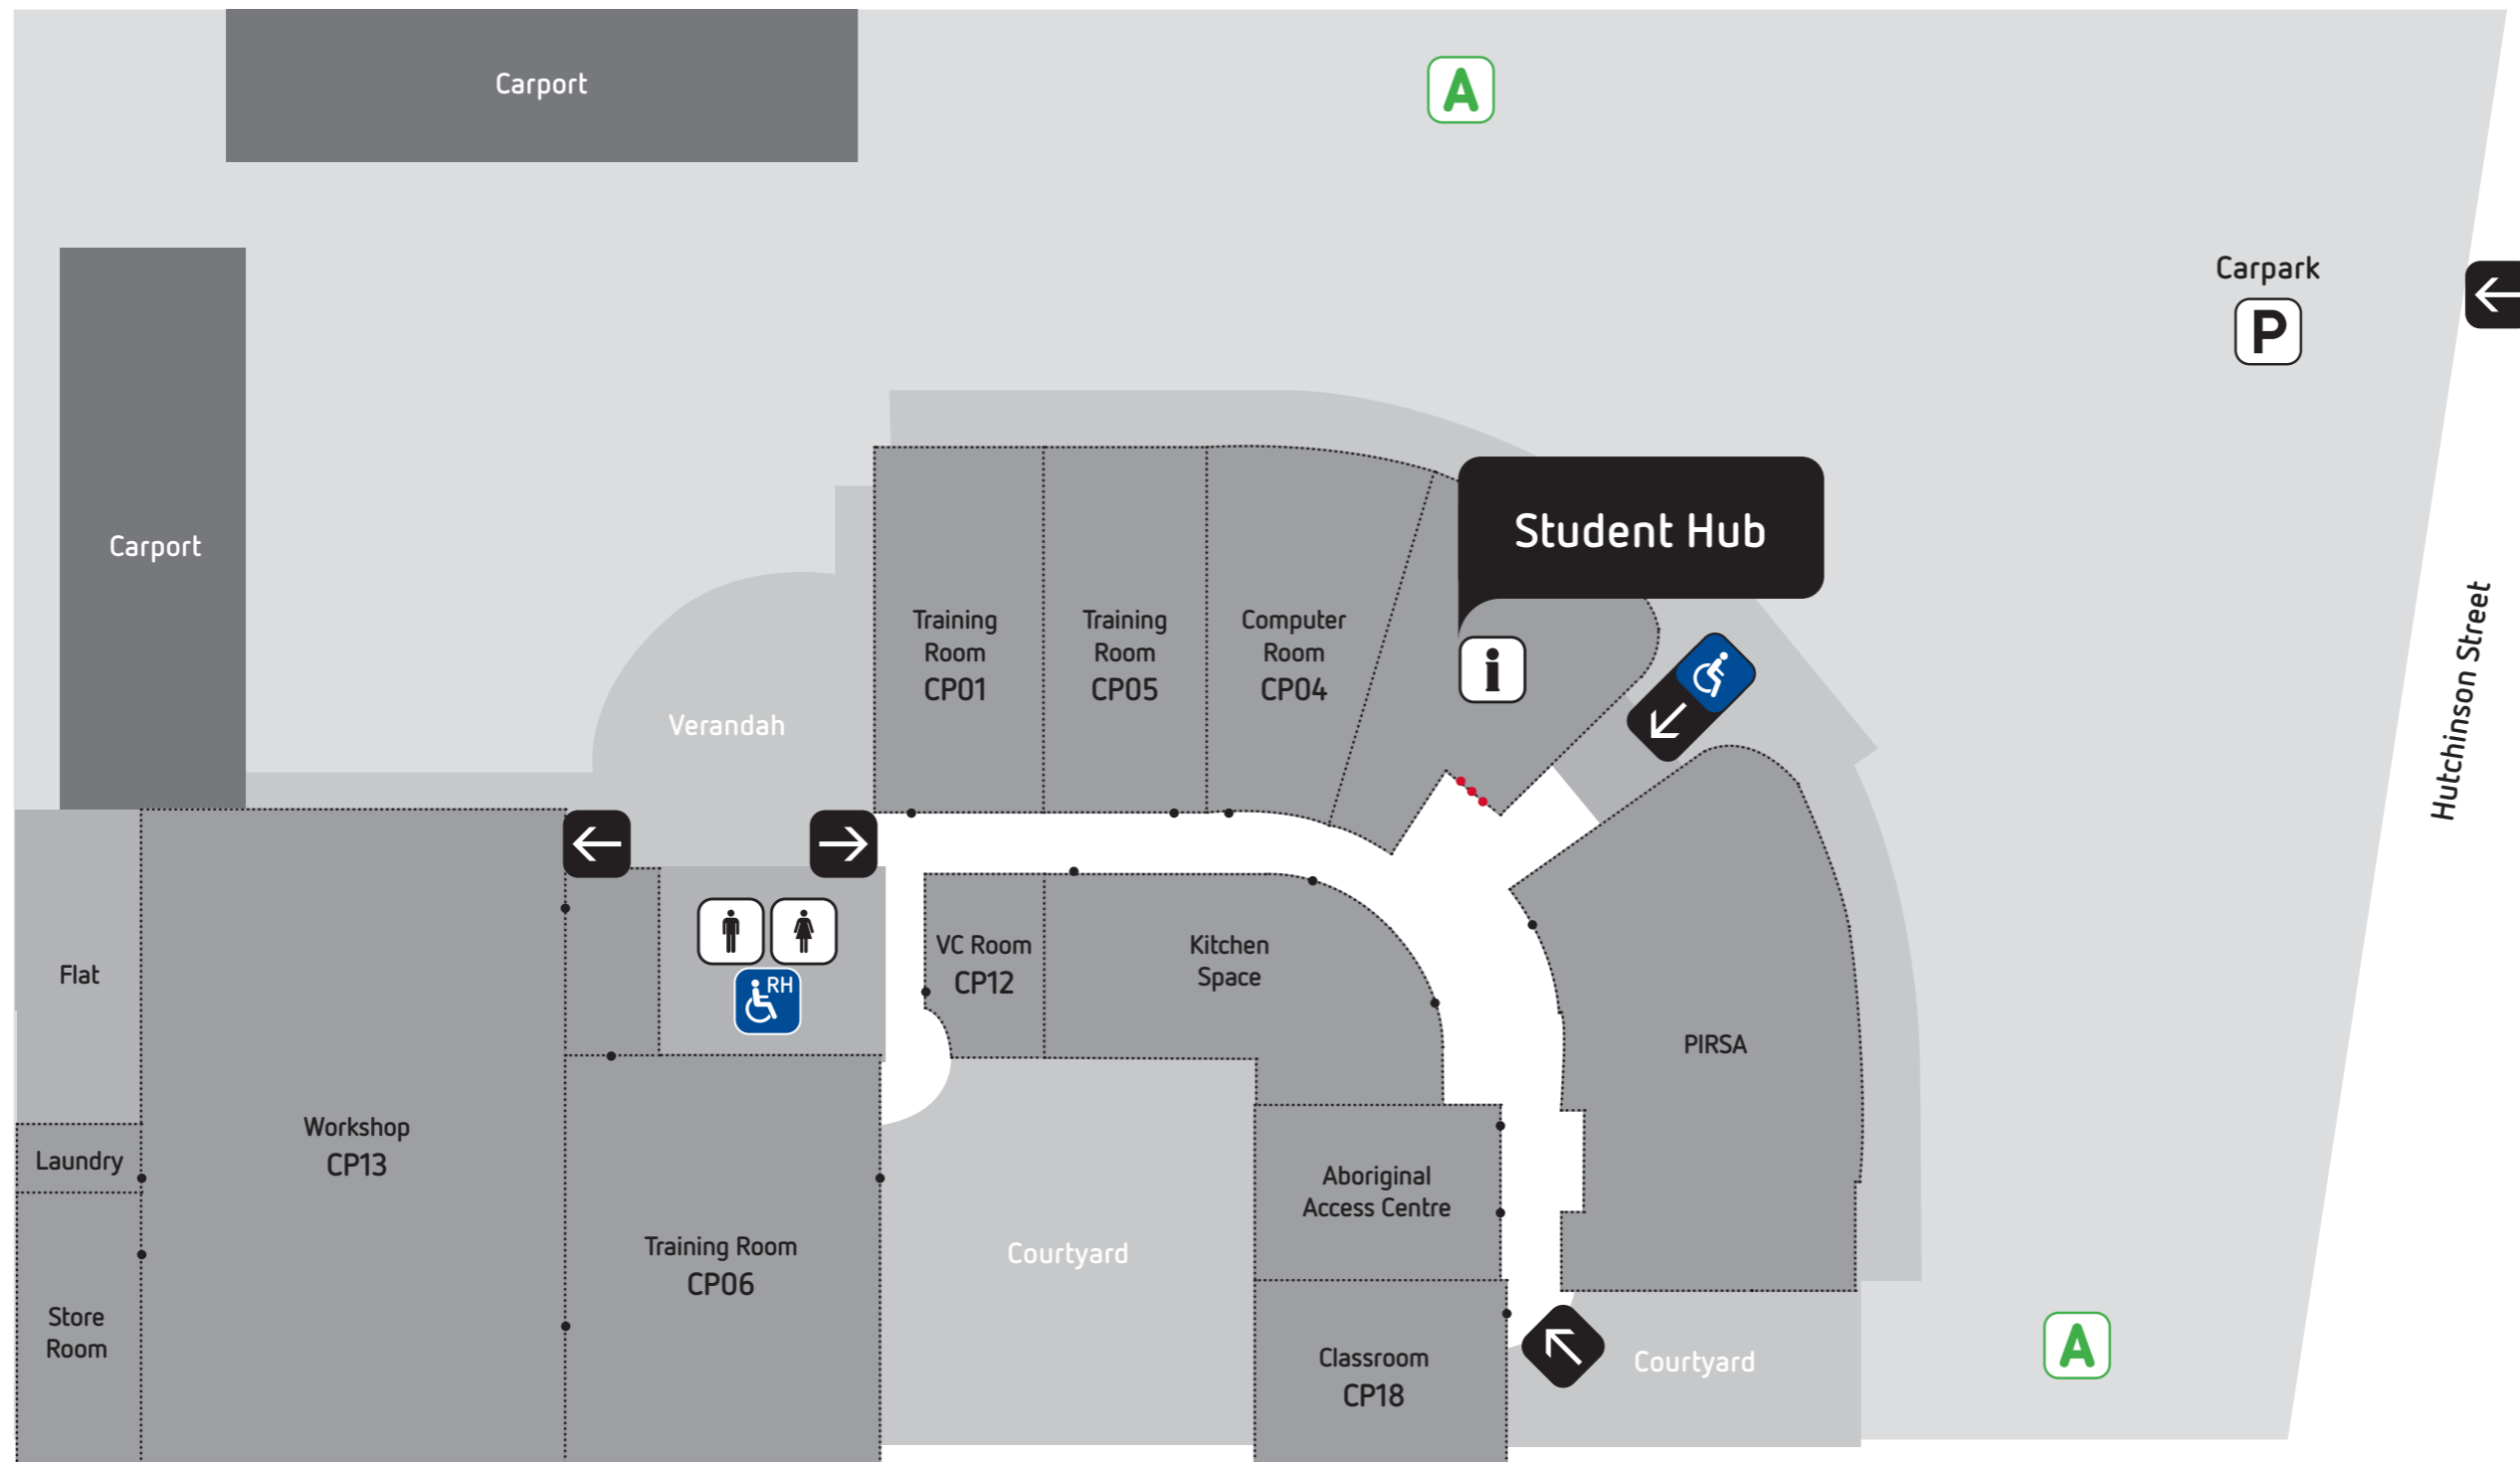 Carport
A
Carpark
P
Carport
Student Hub
Hutchinson Street
Training
Room
CP01
Training
Room
CP05
Computer
Room
CP04
i
Verandah
Flat
RH
VC Room
CP12
Kitchen
Space
PIRSA
Workshop
CP13
Laundry
Aboriginal
Access Centre
Training Room
CP06
Courtyard
Store
Room
Classroom
CP18
Courtyard
A